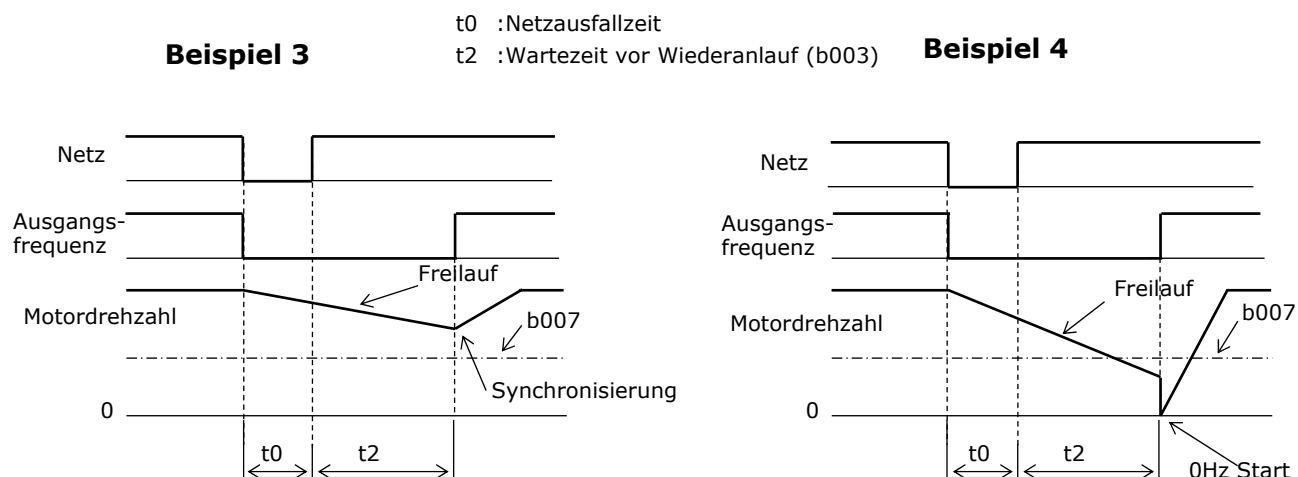 t0 :Netzausfallzeit
t2 :Wartezeit vor Wiederanlauf (b003)
Beispiel 3
Netz
Ausgangs-
frequenz
Freilauf
Motordrehzahl
b007
Synchronisierung
0
t0
t2
Beispiel 4
Netz
Ausgangs-
frequenz
Freilauf
Motordrehzahl
b007
0
t0
t2
0Hz Start